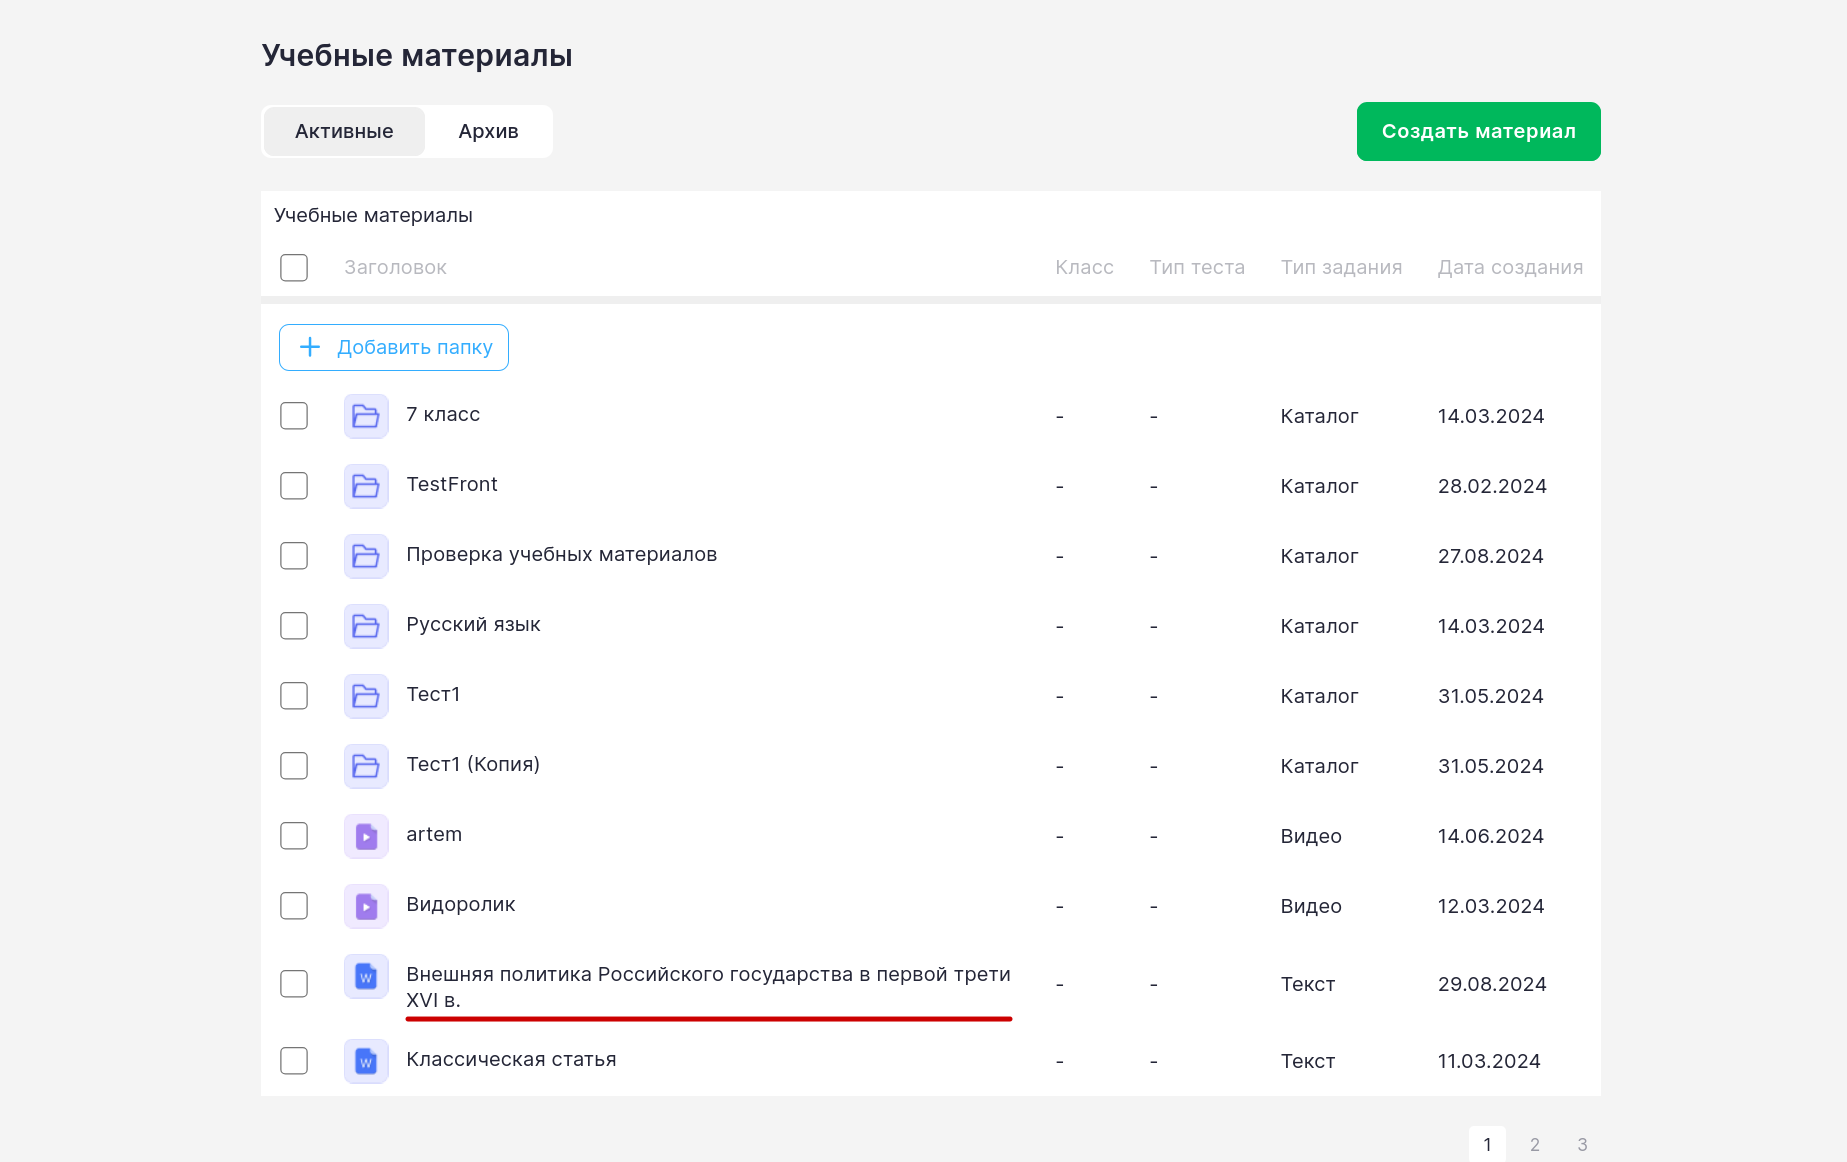 Учебные материалы
Активные Архив Создать материал
Учебные материалы
Заголовок Класс Тип теста Тип задания Дата создания
Добавить папку
7 класс - - Каталог 14.03.2024
TestFront - - Каталог 28.02.2024
Проверка учебных материалов - - Каталог 27.08.2024
Русский язык - - Каталог 14.03.2024
Тест1 - - Каталог 31.05.2024
Тест1 (Копия) - - Каталог 31.05.2024
artem - - Видео 14.06.2024
Видоролик - - Видео 12.03.2024
W Внешняя политика Российского государства в первой трети
XVI в. - - Текст 29.08.2024
W Классическая статья - - Текст 11.03.2024
1 2 3